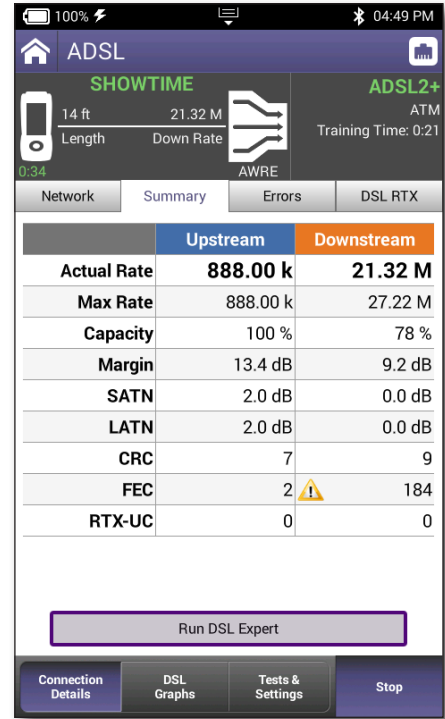 100% 04:49 PM
ADSL
SHOWTIME ADSL2+
14 ft 21.32 M ATM
Length Down Rate Training Time: 0:21
0:34 AWRE
Network Summary Errors DSL RTX
Upstream Downstream
Actual Rate 888.00 k 21.32 M
Max Rate 888.00 k 27.22 M
Capacity 100 % 78 %
Margin 13.4 dB 9.2 dB
SATN 2.0 dB 0.0 dB
LATN 2.0 dB 0.0 dB
CRC 7 9
FEC 2 184
RTX-UC 0 0
Run DSL Expert
Connection Details DSL Graphs Tests & Settings Stop